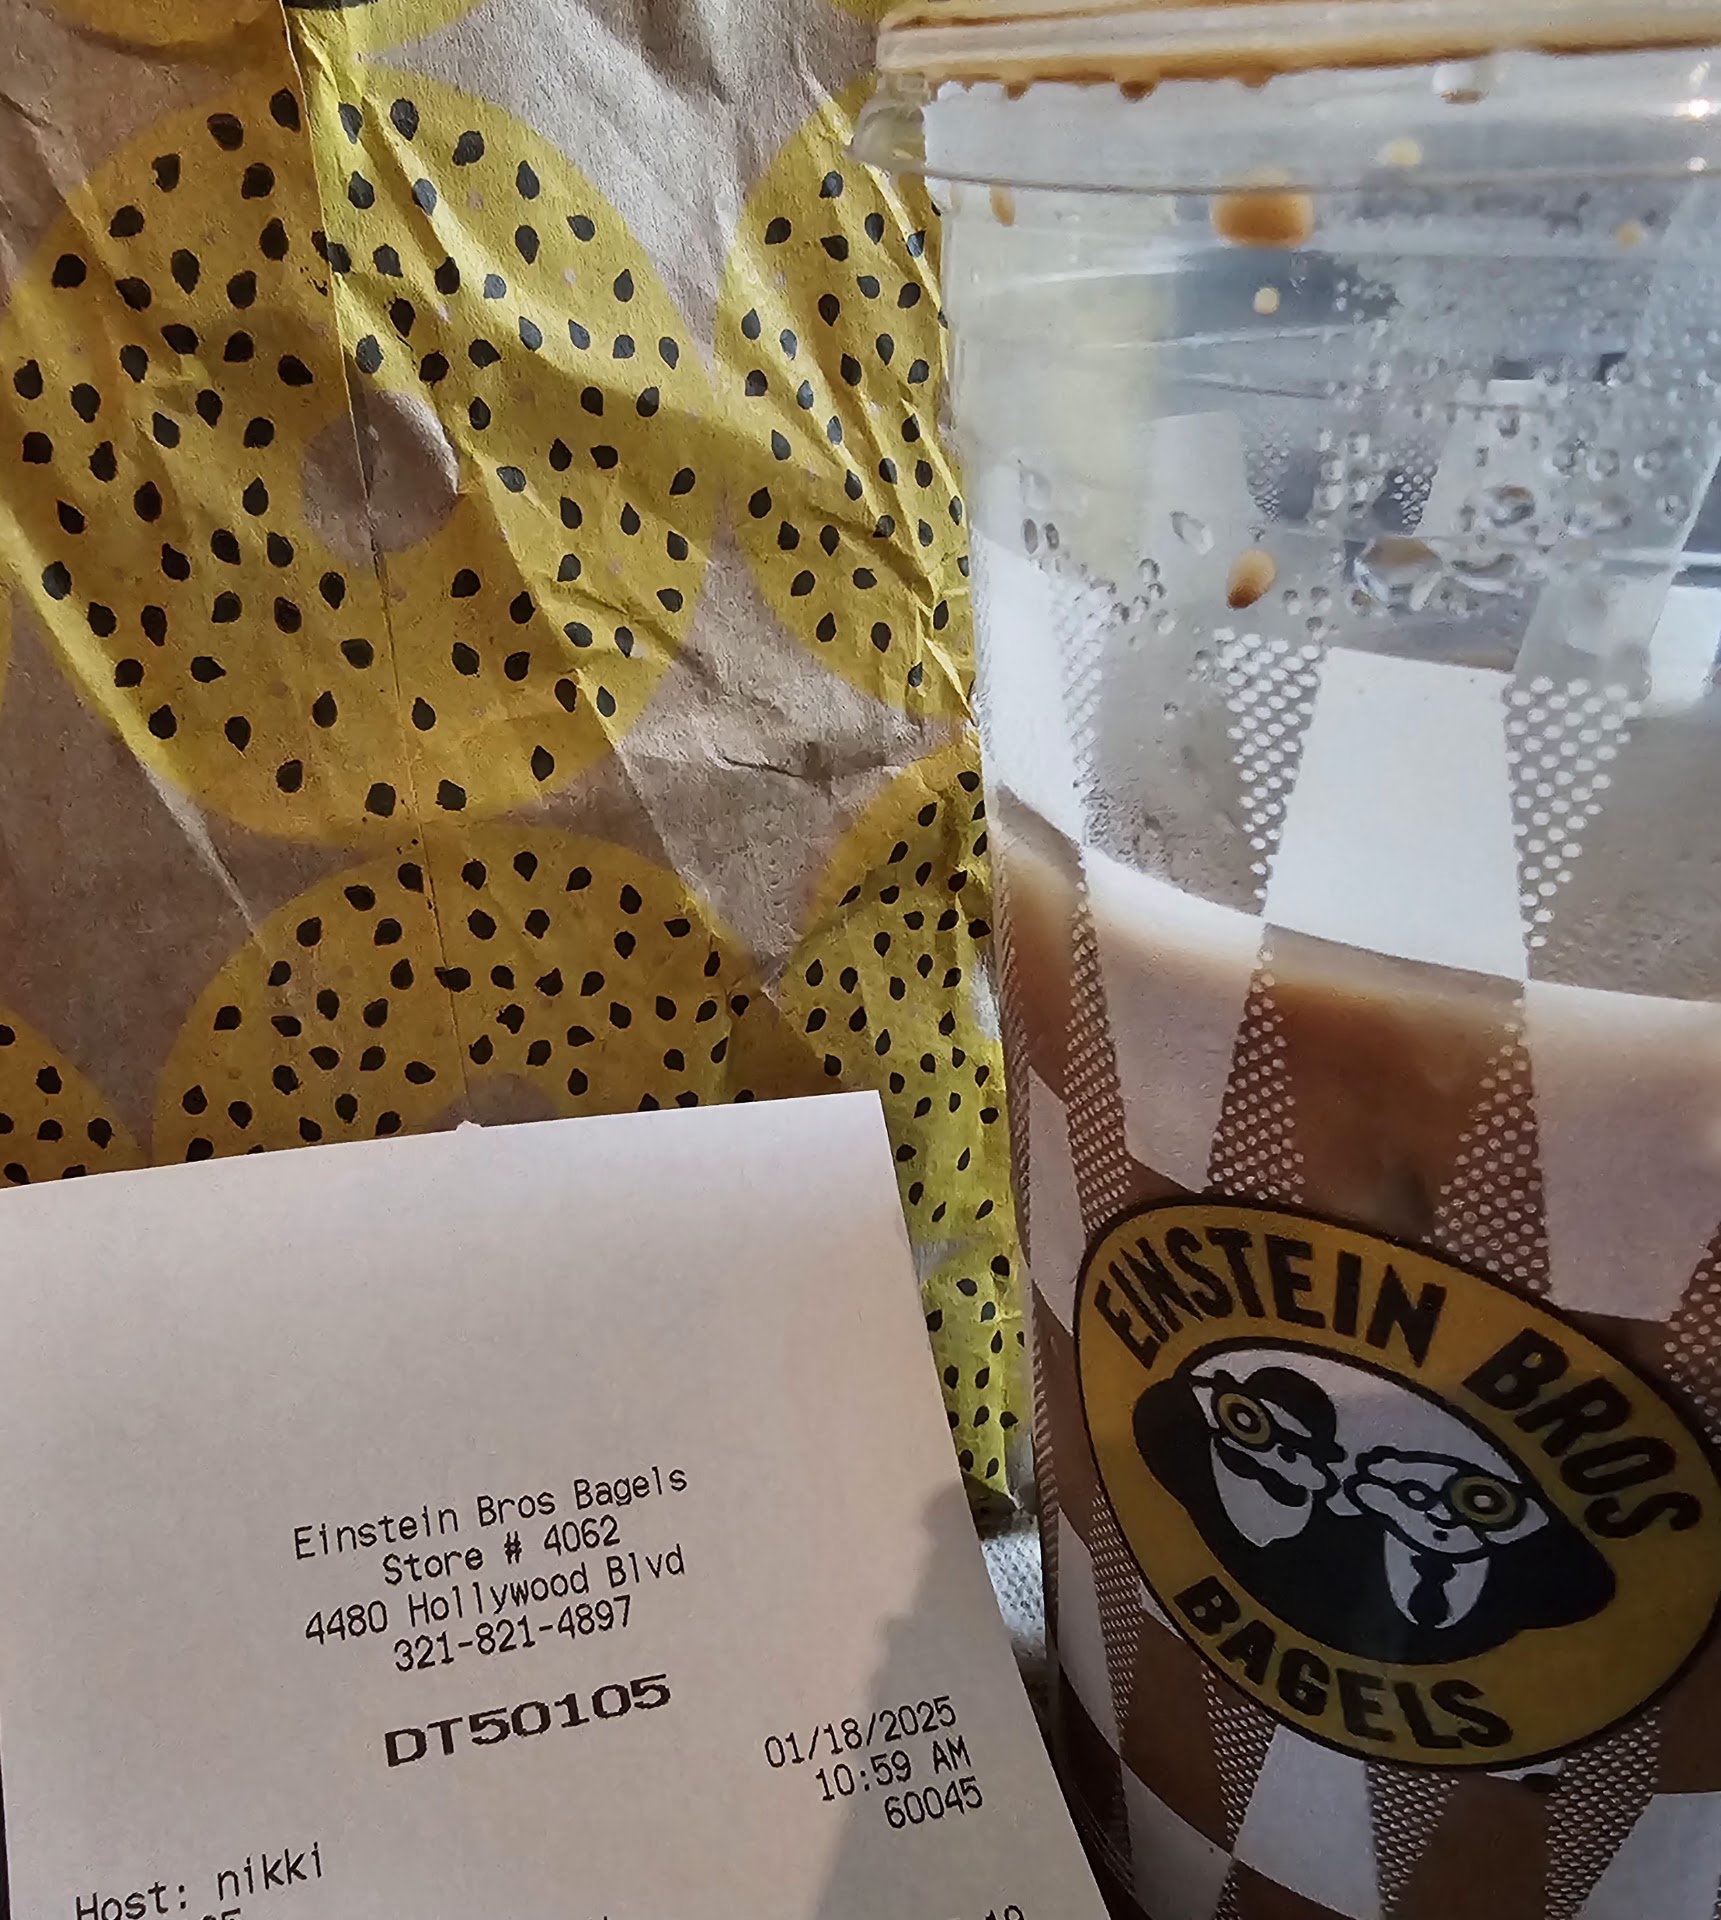 Einstein Bros Bagels
Store # 4062
4480 Hollywood Blvd
321-821-4897
DT50105
01/18/2025
10:59 AM
60045
Host: nikki
EINSTEIN BROS
BAGELS